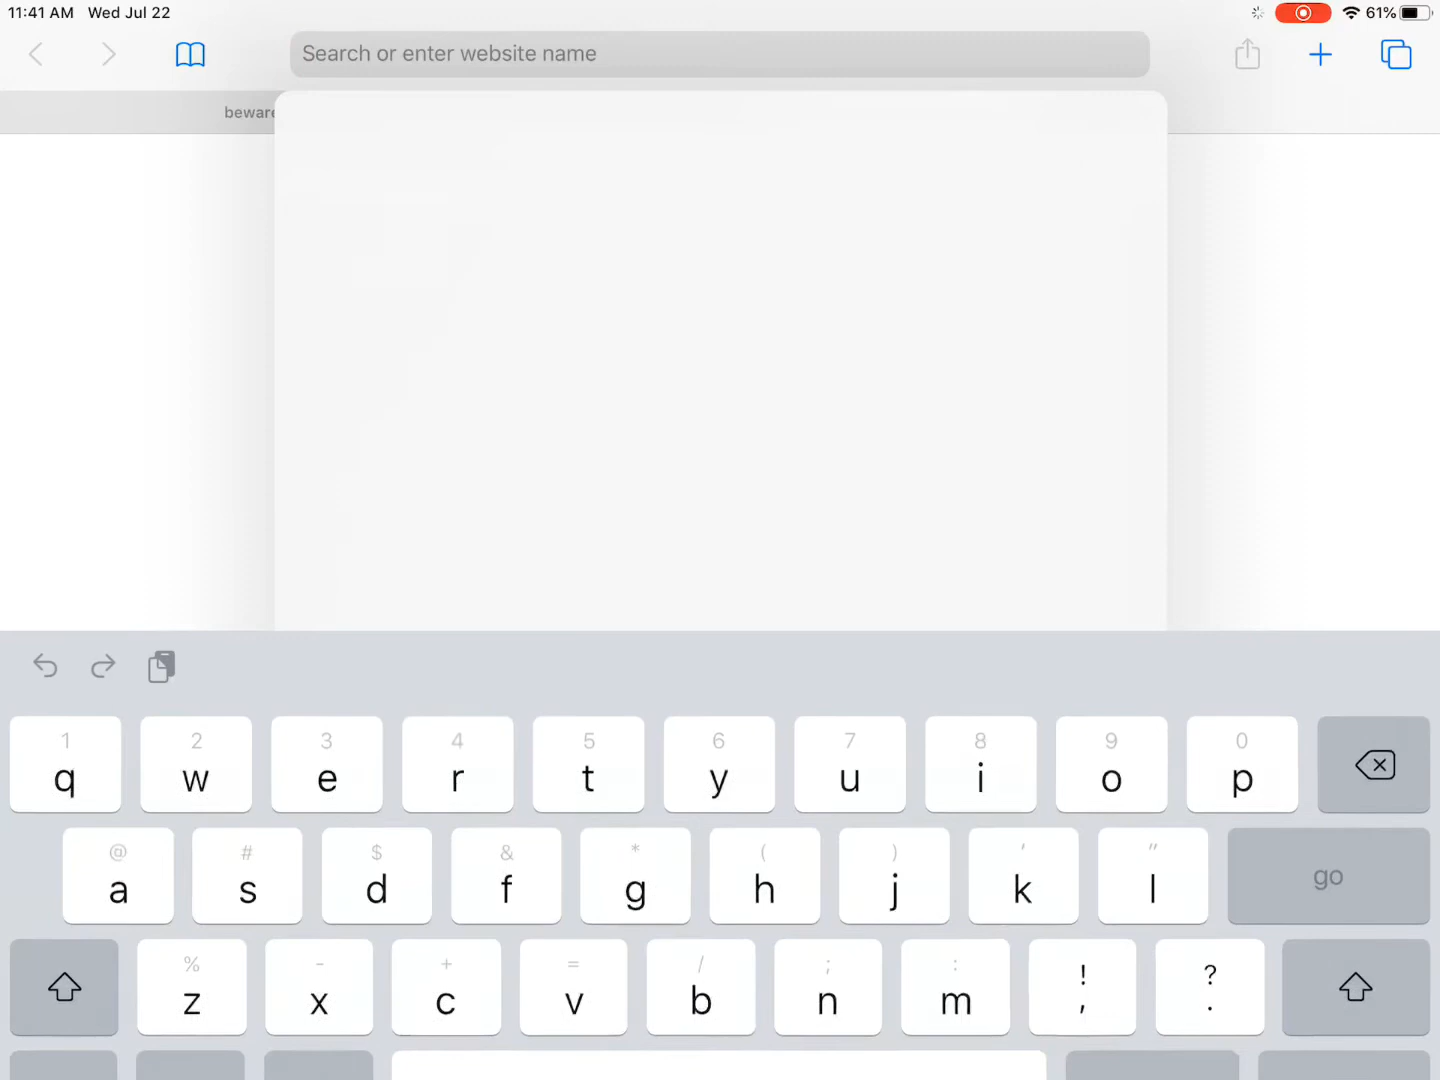 11:41 AM Wed Jul 22 61%
Search or enter website name
beware
1 2 3 4 5 6 7 8 9 0
q w e r t y u i o p
@ # $ & * ( ) ' "
a s d f g h j k l go
% - + = / ; : ! ?
z x c v b n m , .